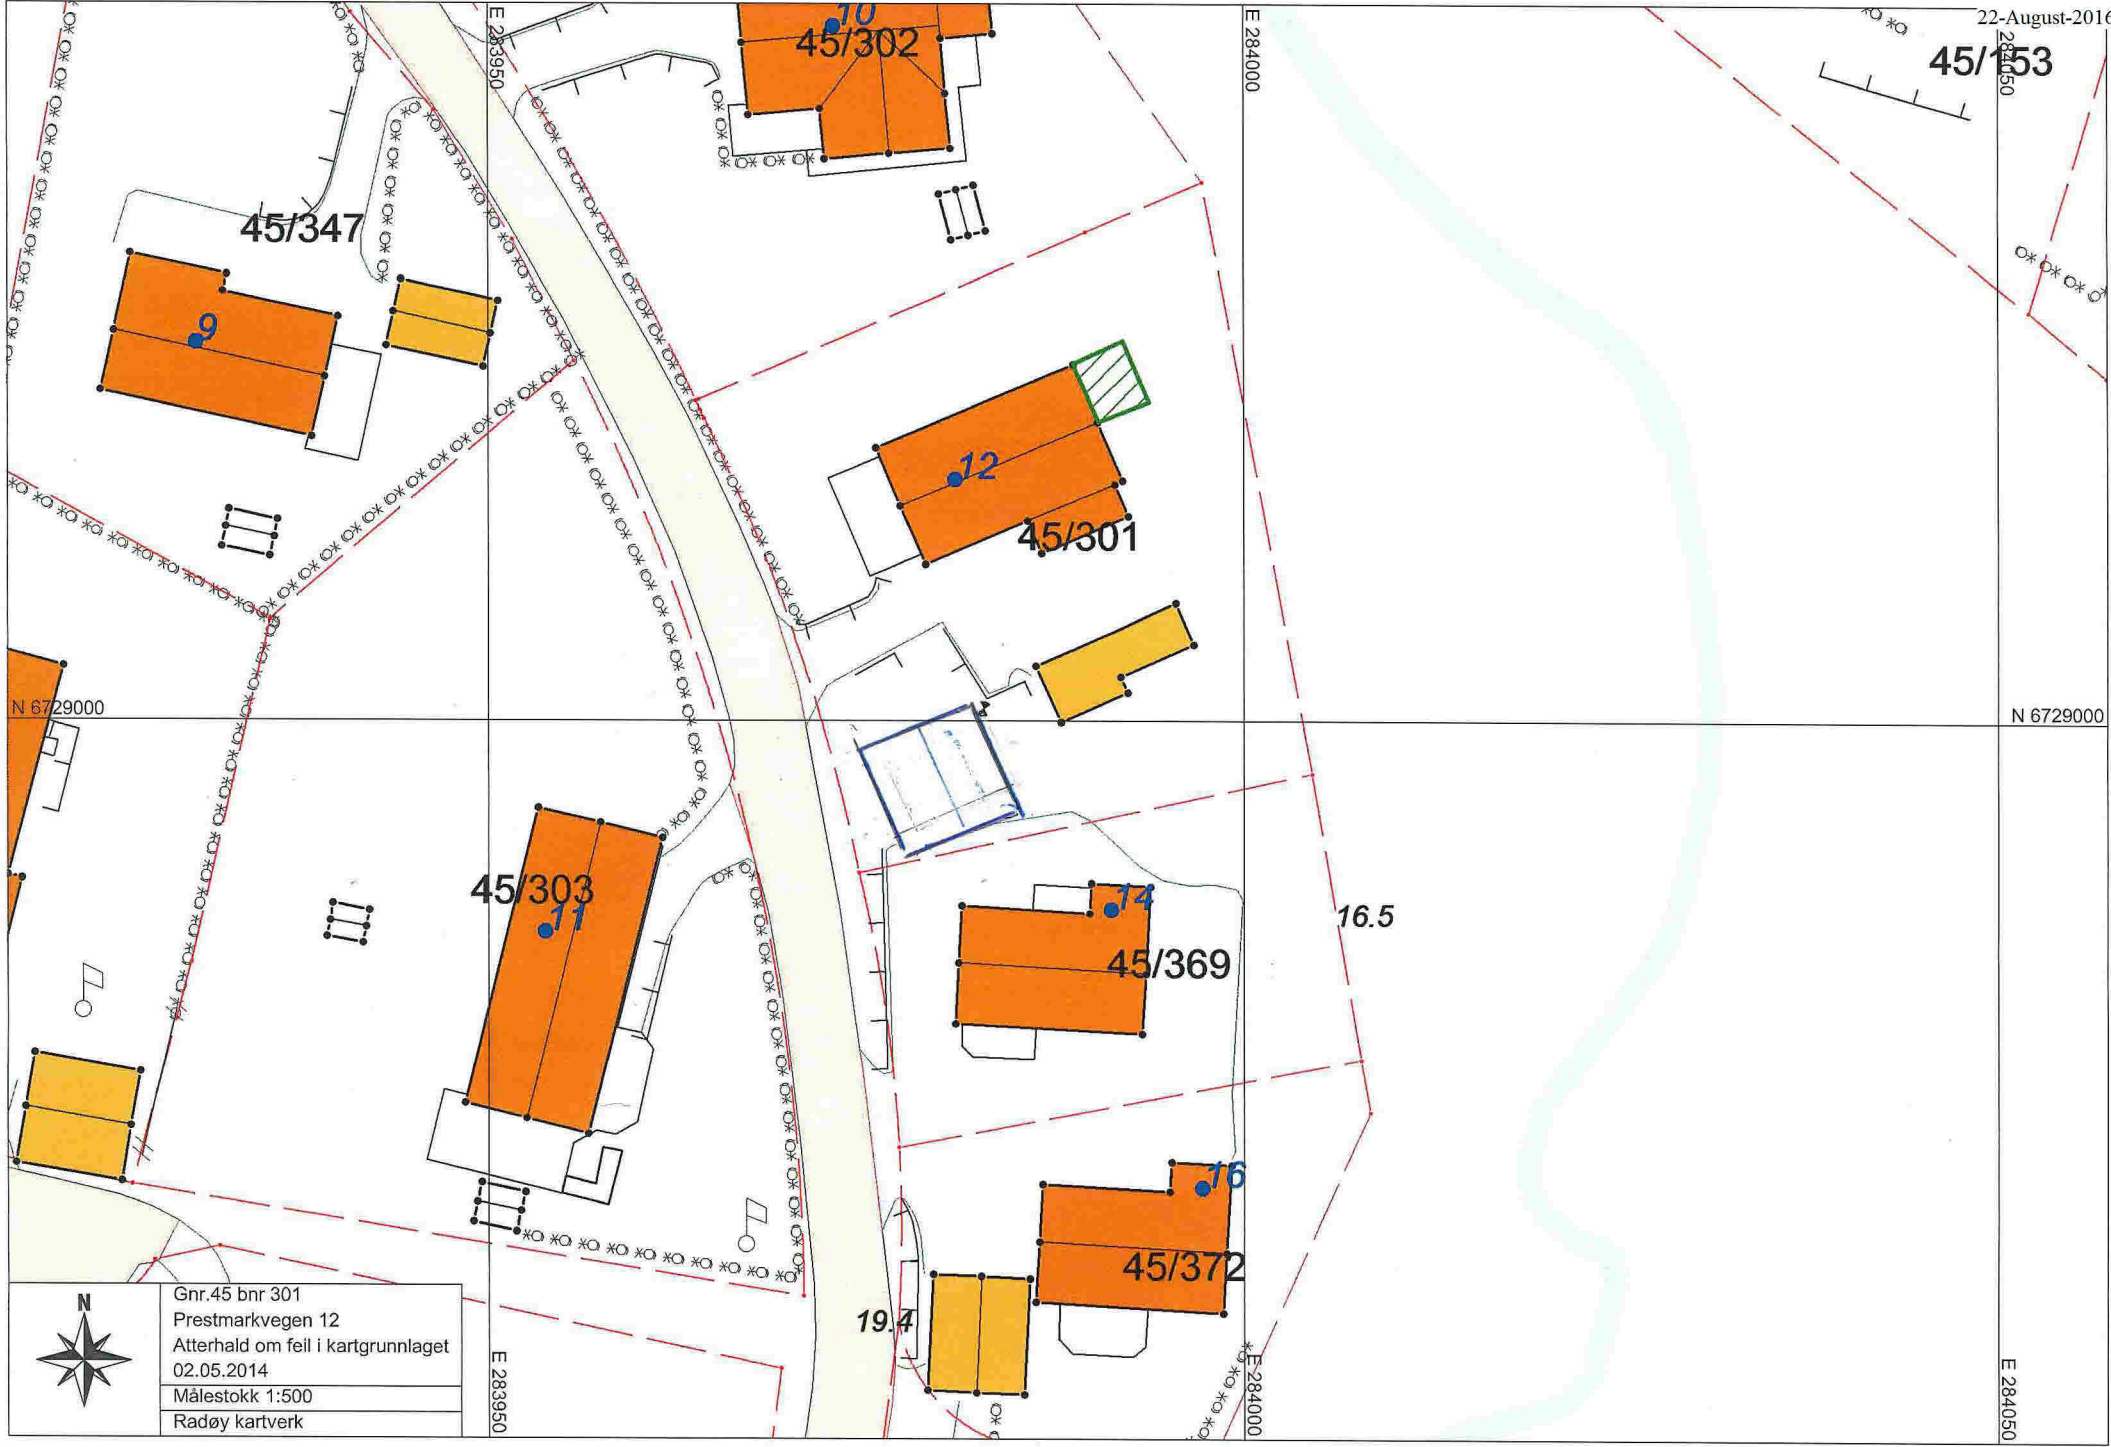 22-August-2016
E 283950
E 284000
284050
10
45/302
45/153
45/347
9
12
45/301
N 6729000
N 6729000
45/303
11
14
45/369
16.5
16
45/372
19.4
N
Gnr.45 bnr 301
Prestmarkvegen 12
Atterhald om feil i kartgrunnlaget
02.05.2014
Målestokk 1:500
Radøy kartverk
E 283950
E 284000
E 284050